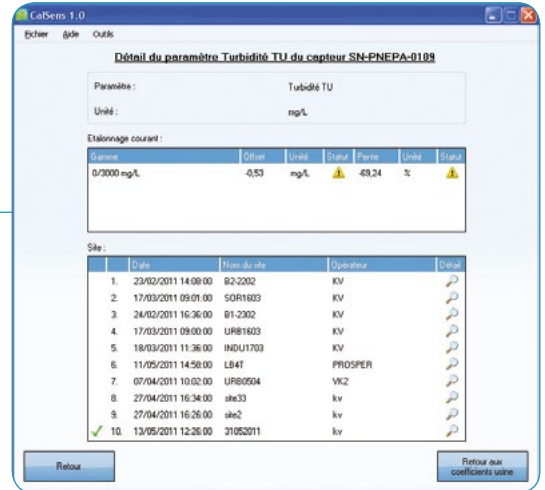 CalSens 1.0
Fichier Aide Outils
Détail du paramètre Turbidité TU du capteur SN-PNEPA-0109
Paramètre : Turbidité TU
Unité : mg/L
Etalonnage courant :
Gamme Offset Unité Statut Pente Unité Statut
0/3000 mg/L -0,53 mg/L -69,24 %
Site :
Date Nom du site Opérateur Détail
1. 23/02/2011 14:08:00 B2-2202 KV
2. 17/03/2011 09:01:00 SOR1603 KV
3. 24/02/2011 16:36:00 B1-2302 KV
4. 17/03/2011 09:00:00 URB1603 KV
5. 18/03/2011 11:36:00 INDU1703 KV
6. 11/05/2011 14:58:00 LB4T PROSPER
7. 07/04/2011 10:02:00 URB0504 VK2
8. 27/04/2011 16:34:00 site33 kv
9. 27/04/2011 16:26:00 site2 kv
10. 13/05/2011 12:26:00 31052011 kv
Retour
Retour aux
coefficients usine